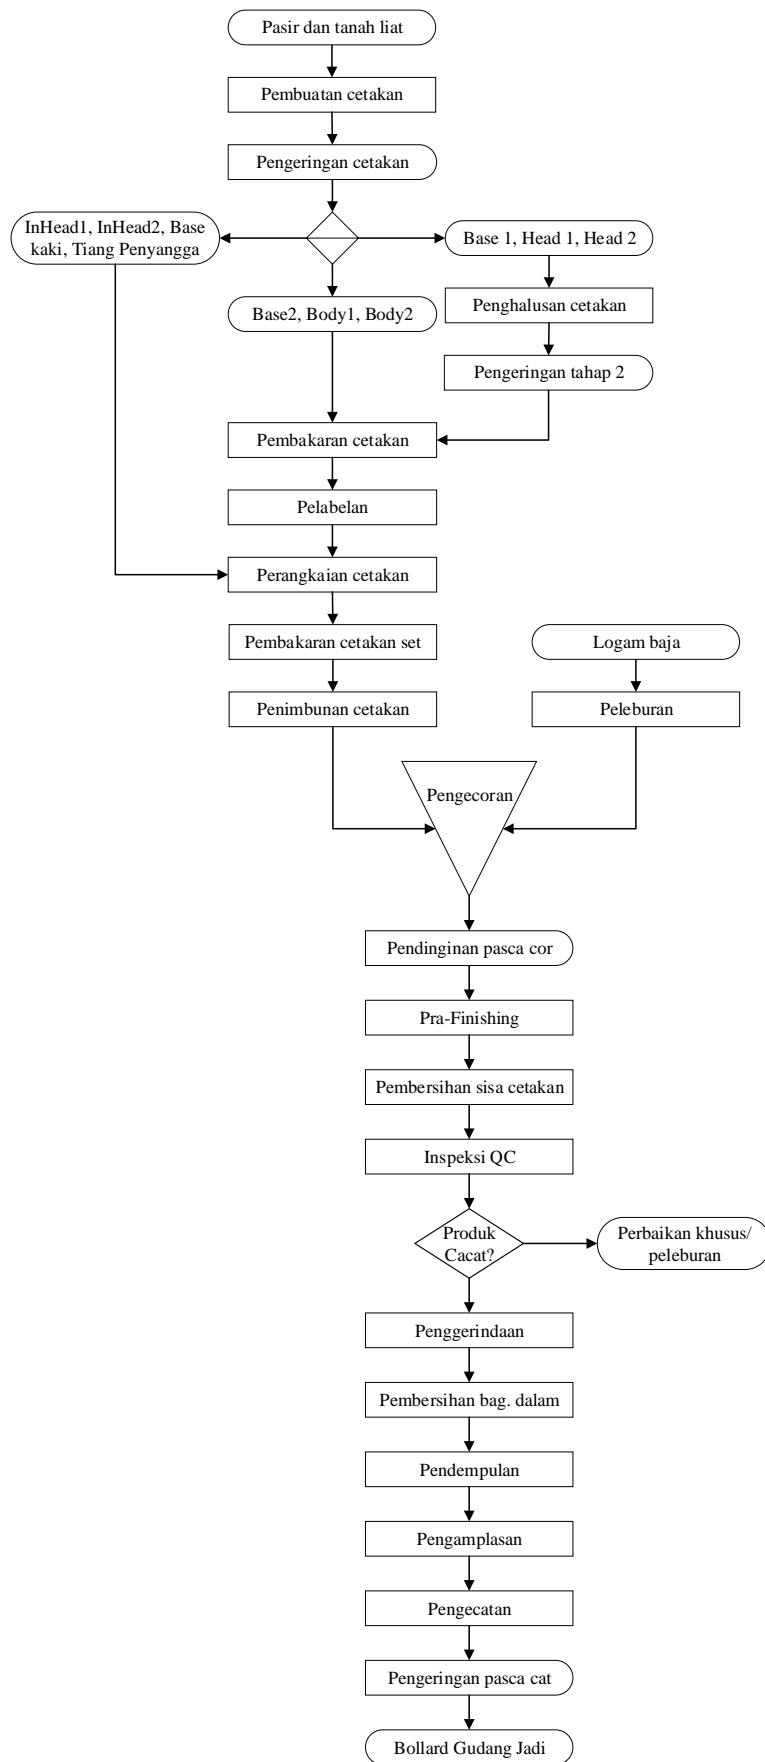 Pasir dan tanah liat
Pembuatan cetakan
Pengeringan cetakan
InHead1, InHead2, Base
kaki, Tiang Penyangga
Base 1, Head 1, Head 2
Penghalusan cetakan
Base2, Body1, Body2
Pengeringan tahap 2
Pembakaran cetakan
Pelabelan
Perangkaian cetakan
Pembakaran cetakan set
Logam baja
Penimbunan cetakan
Peleburan
Pengecoran
Pendinginan pasca cor
Pra-Finishing
Pembersihan sisa cetakan
Inspeksi QC
Produk
Cacat?
Perbaikan khusus/
peleburan
Penggerindaan
Pembersihan bag. dalam
Pendempulan
Pengamplasan
Pengecatan
Pengeringan pasca cat
Bollard Gudang Jadi